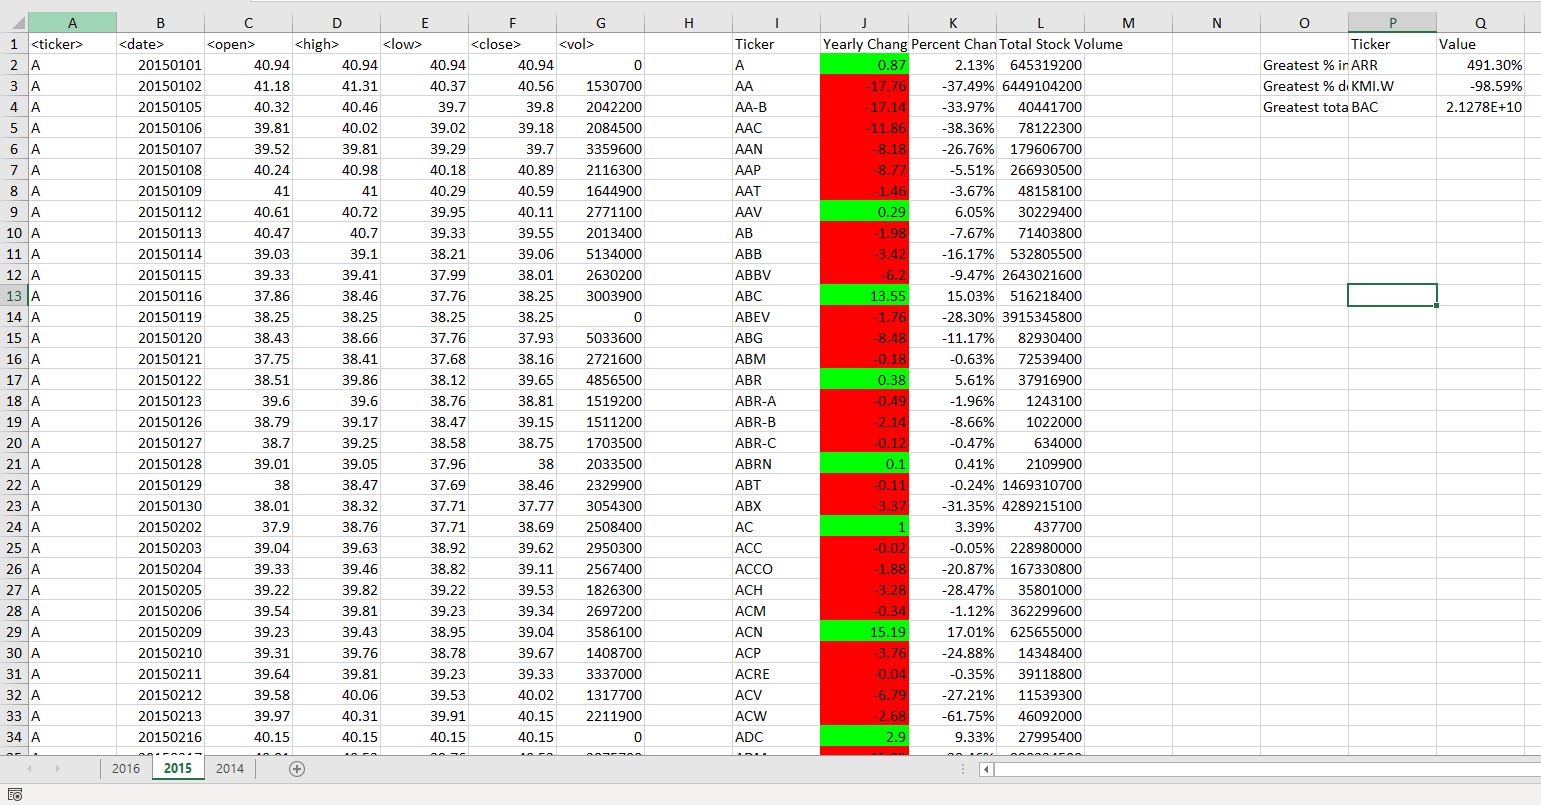 A B C D E F G H I J K L M N O P Q
1 <ticker> <date> <open> <high> <low> <close> <vol> Ticker Yearly Chang Percent Chan Total Stock Volume Ticker Value
2 A 20150101 40.94 40.94 40.94 40.94 0 A 0.87 2.13% 645319200 Greatest % in ARR 491.30%
3 A 20150102 41.18 41.31 40.37 40.56 1530700 AA -17.76 -37.49% 6449104200 Greatest % d KMI.W -98.59%
4 A 20150105 40.32 40.46 39.7 39.8 2042200 AA-B -17.14 -33.97% 40441700 Greatest tota BAC 2.1278E+10
5 A 20150106 39.81 40.02 39.02 39.18 2084500 AAC -11.86 -38.36% 78122300
6 A 20150107 39.52 39.81 39.29 39.7 3359600 AAN -8.18 -26.76% 179606700
7 A 20150108 40.24 40.98 40.18 40.89 2116300 AAP -8.77 -5.51% 266930500
8 A 20150109 41 41 40.29 40.59 1644900 AAT -1.46 -3.67% 48158100
9 A 20150112 40.61 40.72 39.95 40.11 2771100 AAV 0.29 6.05% 30229400
10 A 20150113 40.47 40.7 39.33 39.55 2013400 AB -1.98 -7.67% 71403800
11 A 20150114 39.03 39.1 38.21 39.06 5134000 ABB -3.42 -16.17% 532805500
12 A 20150115 39.33 39.41 37.99 38.01 2630200 ABBV -6.2 -9.47% 2643021600
13 A 20150116 37.86 38.46 37.76 38.25 3003900 ABC 13.55 15.03% 516218400
14 A 20150119 38.25 38.25 38.25 38.25 0 ABEV -1.76 -28.30% 3915345800
15 A 20150120 38.43 38.66 37.76 37.93 5033600 ABG -8.48 -11.17% 82930400
16 A 20150121 37.75 38.41 37.68 38.16 2721600 ABM -0.18 -0.63% 72539400
17 A 20150122 38.51 39.86 38.12 39.65 4856500 ABR 0.38 5.61% 37916900
18 A 20150123 39.6 39.6 38.76 38.81 1519200 ABR-A -0.49 -1.96% 1243100
19 A 20150126 38.79 39.17 38.47 39.15 1511200 ABR-B -2.14 -8.66% 1022000
20 A 20150127 38.7 39.25 38.58 38.75 1703500 ABR-C -0.12 -0.47% 634000
21 A 20150128 39.01 39.05 37.96 38 2033500 ABRN 0.1 0.41% 2109900
22 A 20150129 38 38.47 37.69 38.46 2329900 ABT -0.11 -0.24% 1469310700
23 A 20150130 38.01 38.32 37.71 37.77 3054300 ABX -3.37 -31.35% 4289215100
24 A 20150202 37.9 38.76 37.71 38.69 2508400 AC 1 3.39% 437700
25 A 20150203 39.04 39.63 38.92 39.62 2950300 ACC -0.02 -0.05% 228980000
26 A 20150204 39.33 39.46 38.82 39.11 2567400 ACCO -1.88 -20.87% 167330800
27 A 20150205 39.22 39.82 39.22 39.53 1826300 ACH -3.28 -28.47% 35801000
28 A 20150206 39.54 39.81 39.23 39.34 2697200 ACM -0.34 -1.12% 362299600
29 A 20150209 39.23 39.43 38.95 39.04 3586100 ACN 15.19 17.01% 625655000
30 A 20150210 39.31 39.76 38.78 39.67 1408700 ACP -3.76 -24.88% 14348400
31 A 20150211 39.64 39.81 39.23 39.33 3337000 ACRE -0.04 -0.35% 39118800
32 A 20150212 39.58 40.06 39.53 40.02 1317700 ACV -6.79 -27.21% 11539300
33 A 20150213 39.97 40.31 39.91 40.15 2211900 ACW -2.68 -61.75% 46092000
34 A 20150216 40.15 40.15 40.15 40.15 0 ADC 2.9 9.33% 27995400
2016 2015 2014